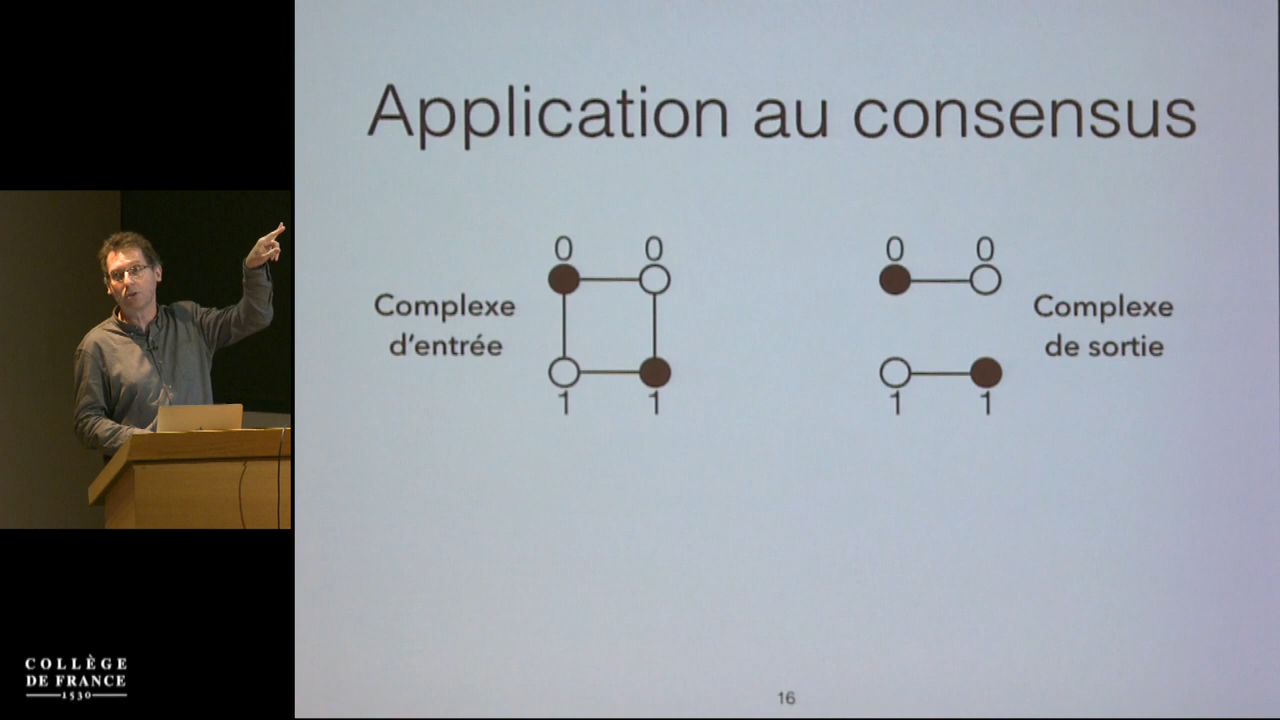 Application au consensus
0 0
Complexe
d'entrée
1 1
0 0
Complexe
de sortie
1 1
16
COLLÈGE
DE FRANCE
1530